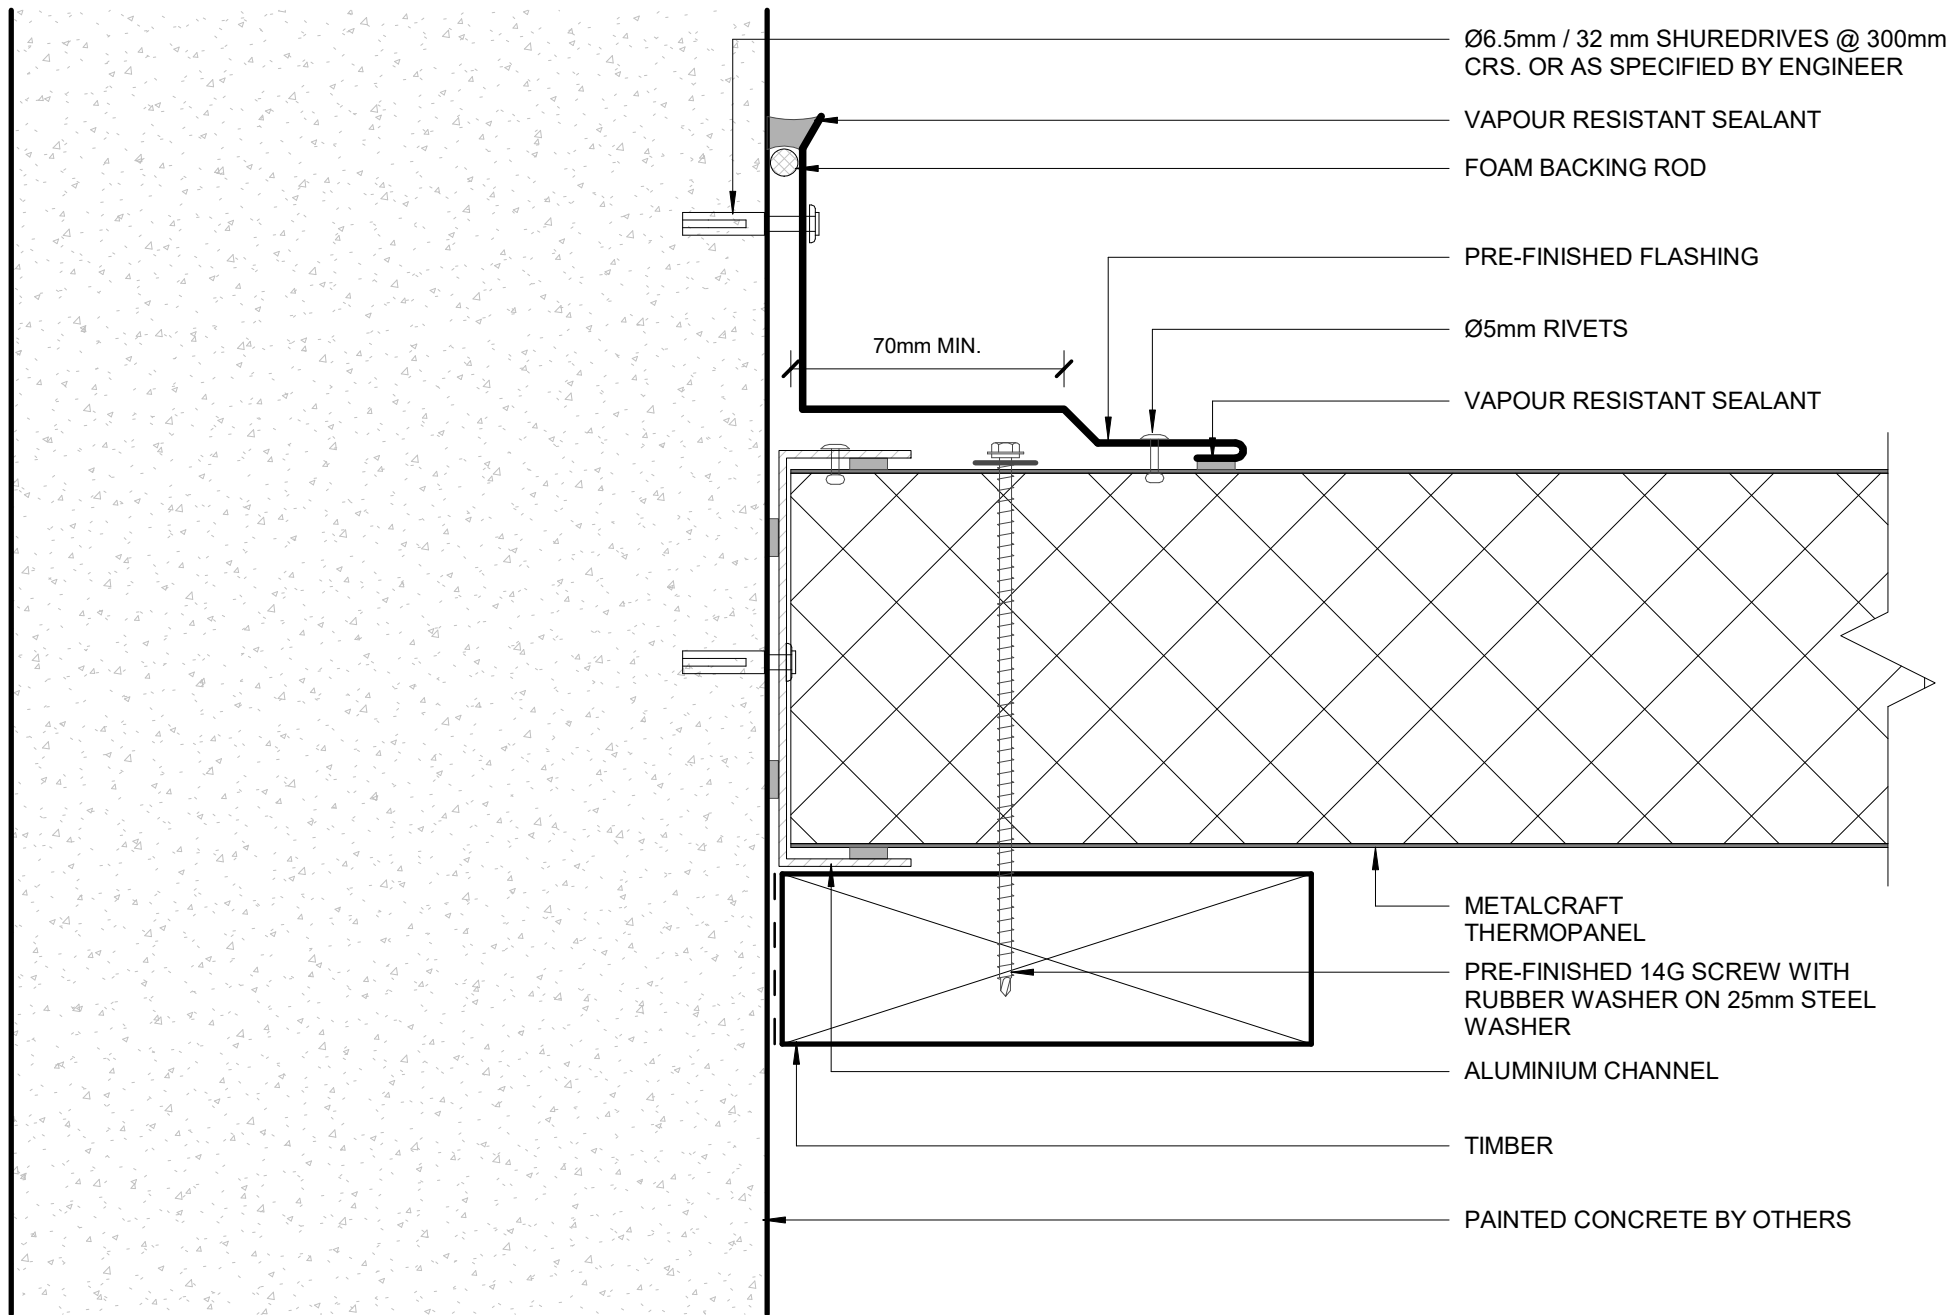 Ø6.5mm / 32 mm SHUREDRIVES @ 300mm
CRS. OR AS SPECIFIED BY ENGINEER
VAPOUR RESISTANT SEALANT
FOAM BACKING ROD
PRE-FINISHED FLASHING
Ø5mm RIVETS
70mm MIN.
VAPOUR RESISTANT SEALANT
METALCRAFT
THERMOPANEL
PRE-FINISHED 14G SCREW WITH
RUBBER WASHER ON 25mm STEEL
WASHER
ALUMINIUM CHANNEL
TIMBER
PAINTED CONCRETE BY OTHERS